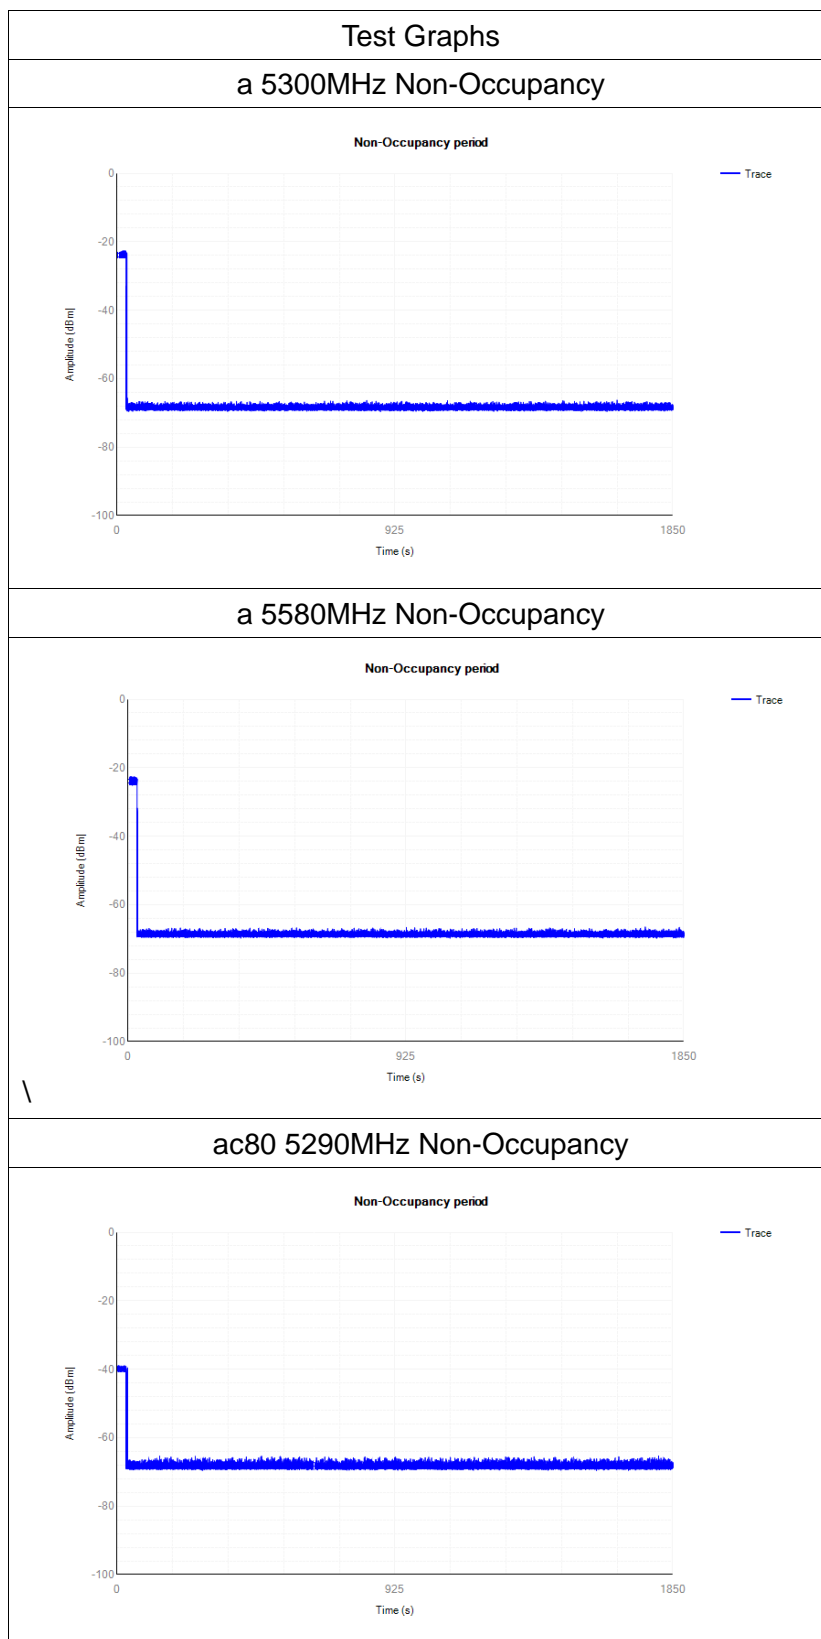 Test Graphs
a 5300MHz Non-Occupancy
Non-Occupancy period
Trace
0
-20
-40
-60
-80
-100
Amplitude [dBm]
0 925 1850
Time (s)
a 5580MHz Non-Occupancy
Non-Occupancy period
Trace
0
-20
-40
-60
-80
-100
Amplitude [dBm]
0 925 1850
Time (s)
\
ac80 5290MHz Non-Occupancy
Non-Occupancy period
Trace
0
-20
-40
-60
-80
-100
Amplitude [dBm]
0 925 1850
Time (s)